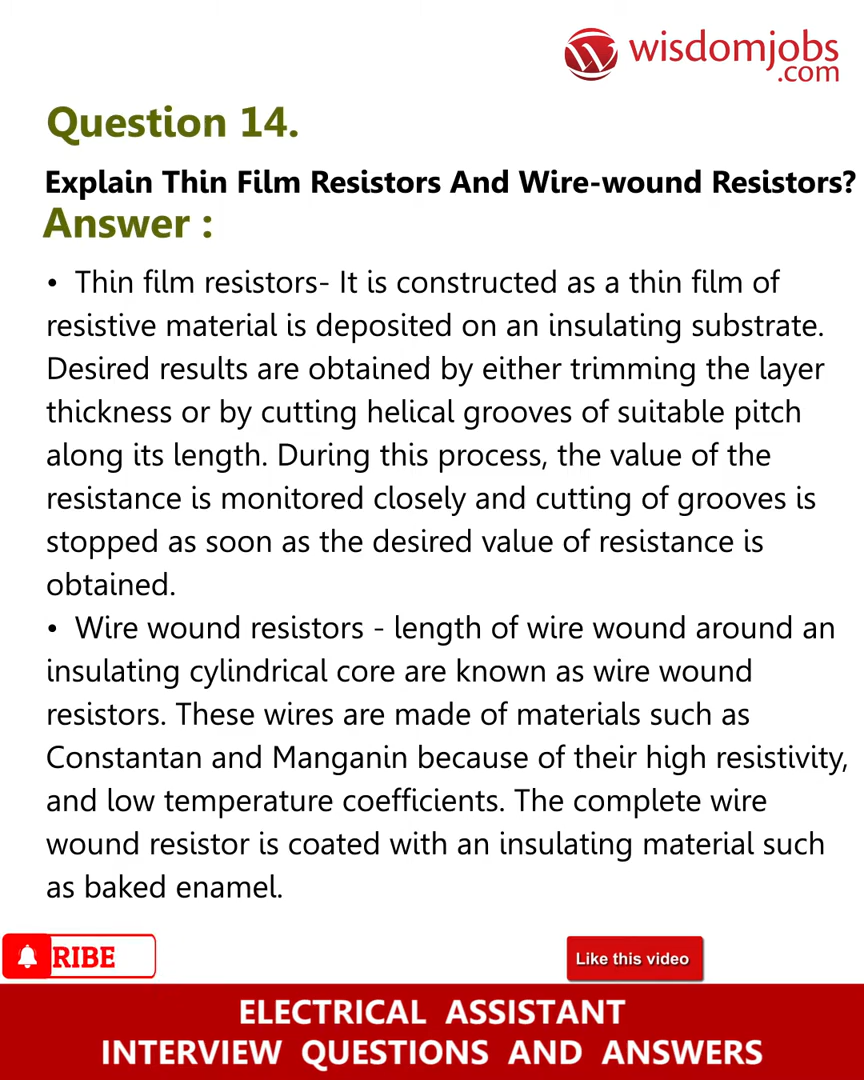 wisdomjobs
.com
Question 14.
Explain Thin Film Resistors And Wire-wound Resistors?
Answer :
• Thin film resistors- It is constructed as a thin film of
resistive material is deposited on an insulating substrate.
Desired results are obtained by either trimming the layer
thickness or by cutting helical grooves of suitable pitch
along its length. During this process, the value of the
resistance is monitored closely and cutting of grooves is
stopped as soon as the desired value of resistance is
obtained.
• Wire wound resistors - length of wire wound around an
insulating cylindrical core are known as wire wound
resistors. These wires are made of materials such as
Constantan and Manganin because of their high resistivity,
and low temperature coefficients. The complete wire
wound resistor is coated with an insulating material such
as baked enamel.
RIBE
Like this video
ELECTRICAL ASSISTANT
INTERVIEW QUESTIONS AND ANSWERS